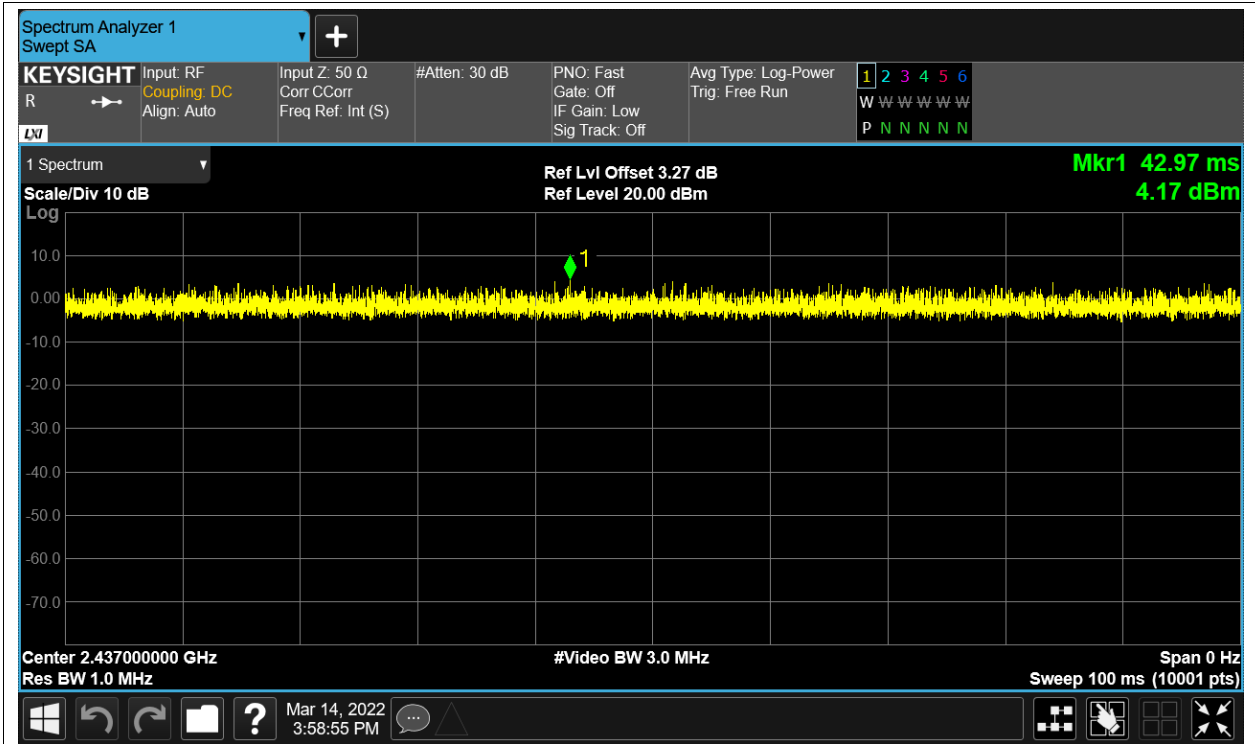 Spectrum Analyzer 1
Swept SA
KEYSIGHT
R
LXI
Input: RF
Coupling: DC
Align: Auto
Input Z: 50 Ω
Corr CCorr
Freq Ref: Int (S)
#Atten: 30 dB
PNO: Fast
Gate: Off
IF Gain: Low
Sig Track: Off
Avg Type: Log-Power
Trig: Free Run
1 2 3 4 5 6
W W W W W W
P N N N N N
1 Spectrum
Scale/Div 10 dB
Log
Ref Lvl Offset 3.27 dB
Ref Level 20.00 dBm
Mkr1 42.97 ms
4.17 dBm
1
10.0
0.00
-10.0
-20.0
-30.0
-40.0
-50.0
-60.0
-70.0
Center 2.437000000 GHz
Res BW 1.0 MHz
#Video BW 3.0 MHz
Span 0 Hz
Sweep 100 ms (10001 pts)
?
Mar 14, 2022
3:58:55 PM